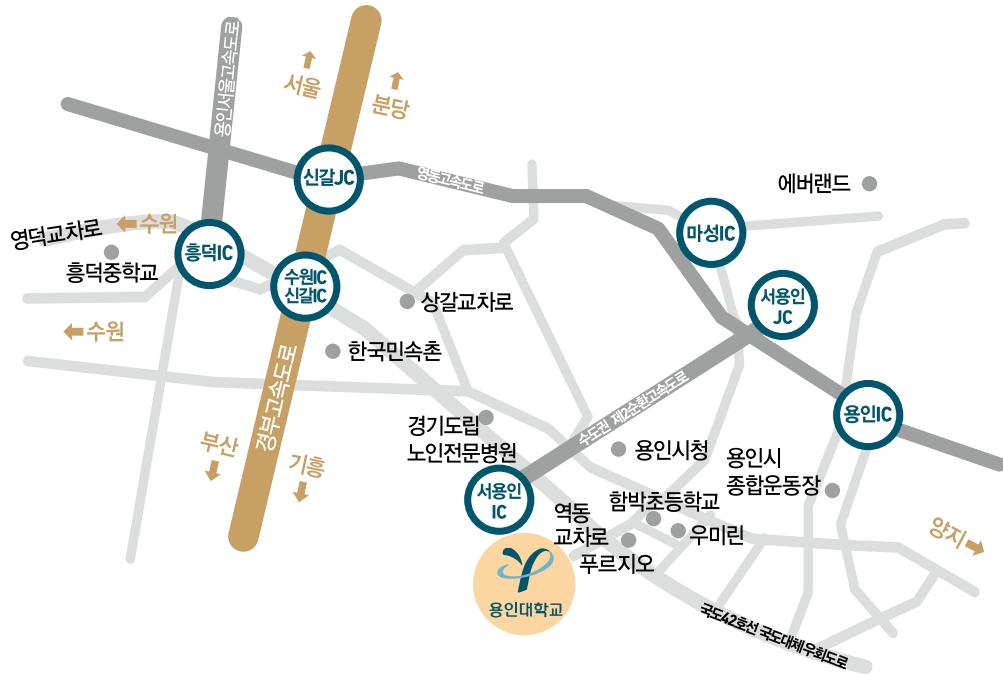 용인서울고속도로
서울
분당
신갈JC
영동고속도로
에버랜드
영덕교차로
수원
흥덕IC
마성IC
흥덕중학교
수원IC
신갈IC
상갈교차로
서용인
JC
수원
한국민속촌
경부고속도로
수도권 제2순환고속도로
용인IC
경기도립
노인전문병원
부산
기흥
용인시청
용인시
종합운동장
서용인
IC
함박초등학교
역동
교차로
우미린
푸르지오
양지
용인대학교
국도42호선 국도대체우회도로